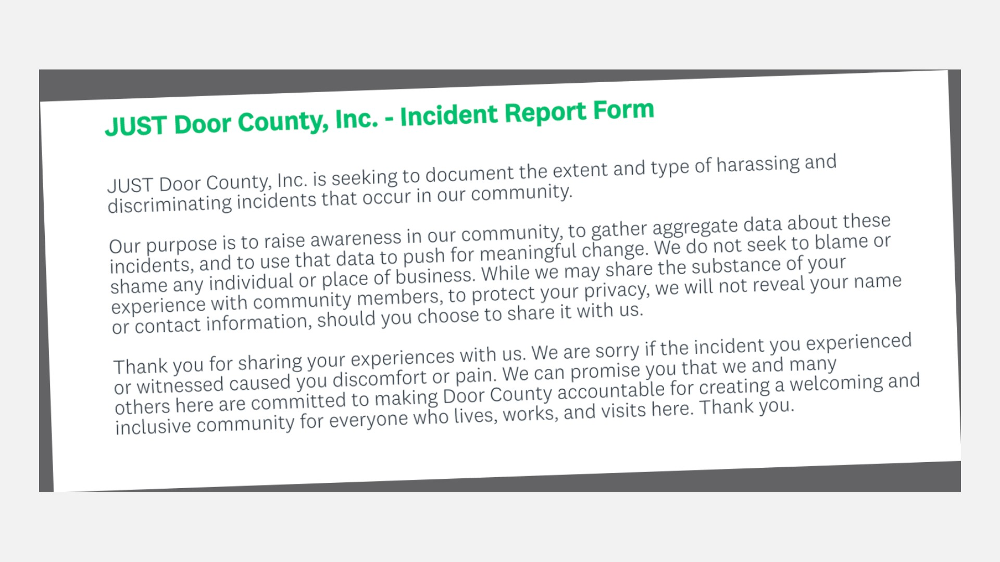 JUST Door County, Inc. - Incident Report Form
JUST Door County, Inc. is seeking to document the extent and type of harassing and
discriminating incidents that occur in our community.
Our purpose is to raise awareness in our community, to gather aggregate data about these
incidents, and to use that data to push for meaningful change. We do not seek to blame or
shame any individual or place of business. While we may share the substance of your
experience with community members, to protect your privacy, we will not reveal your name
or contact information, should you choose to share it with us.
Thank you for sharing your experiences with us. We are sorry if the incident you experienced
or witnessed caused you discomfort or pain. We can promise you that we and many
others here are committed to making Door County accountable for creating a welcoming and
inclusive community for everyone who lives, works, and visits here. Thank you.